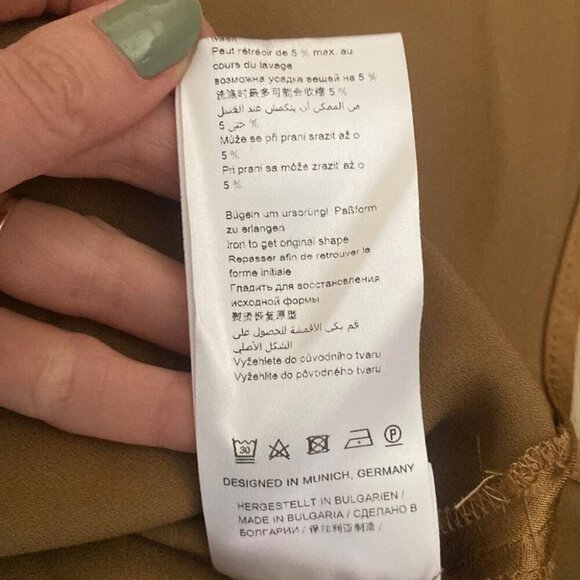 wash
Peut rétrécir de 5 % max. au
cours du lavage
возможна усадка вещей на 5 %
洗涤时最多可能会收缩 5 %
من الممكن أن ينكمش عند الغسل
حتى 5 %
Může se při praní srazit až o
5 %
Pri praní sa môže zraziť až o
5 %
Bügeln um ursprüngl. Paßform
zu erlangen
iron to get original shape
Repasser afin de retrouver le
forme initiale
Гладить для восстановления
исходной формы
熨烫恢复原型
قم بكي الأقمشة للحصول على
الشكل الأصلي
Vyžehlete do původního tvaru
Vyžehlite do pôvodného tvaru
30
P
DESIGNED IN MUNICH, GERMANY
HERGESTELLT IN BULGARIEN /
MADE IN BULGARIA / СДЕЛАНО В
БОЛГАРИИ / 保加利亚制造 /